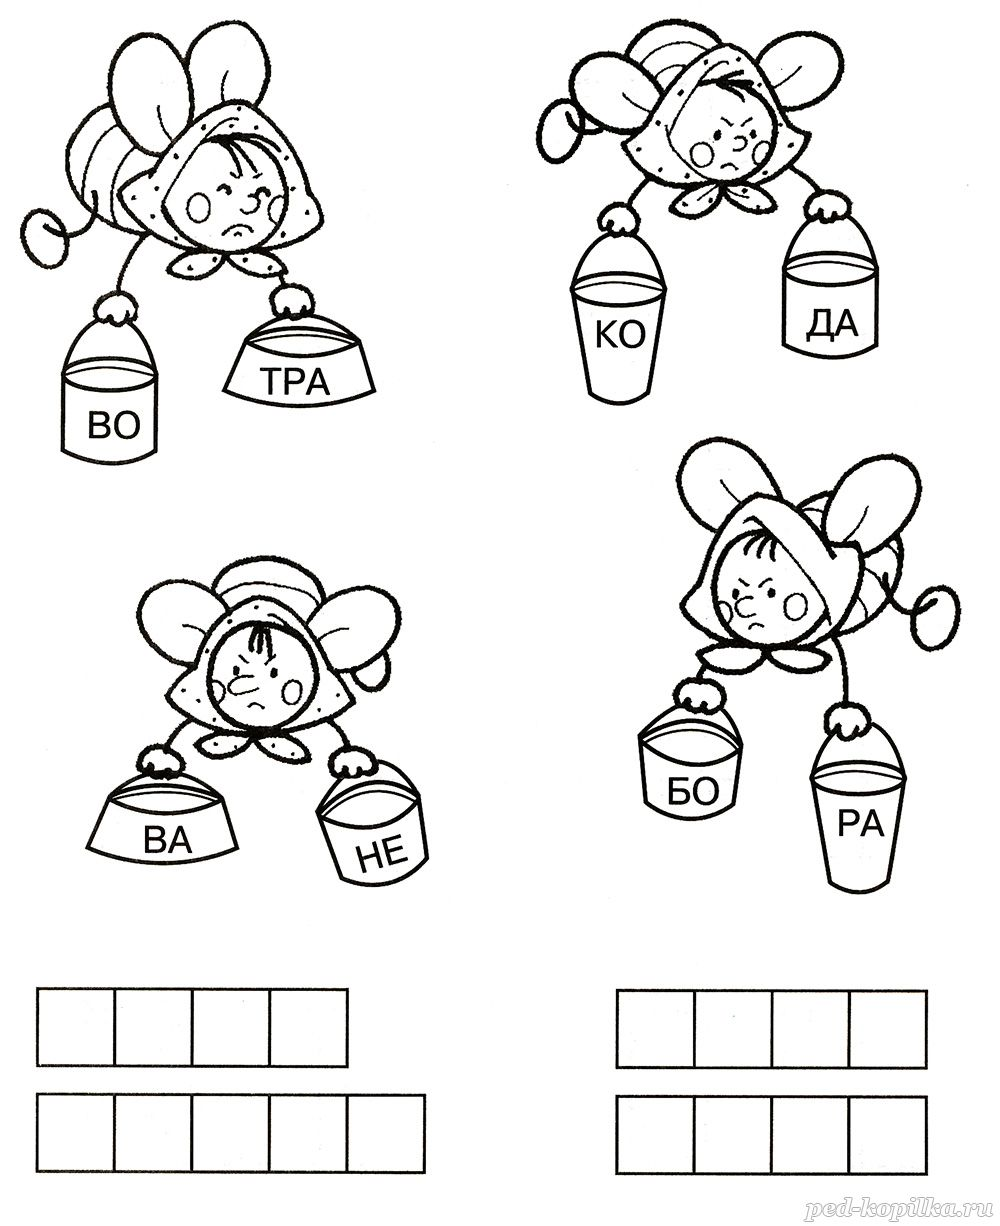 ВО
ТРА
КО
ДА
ВА
НЕ
БО
РА
ped-kopilka.ru